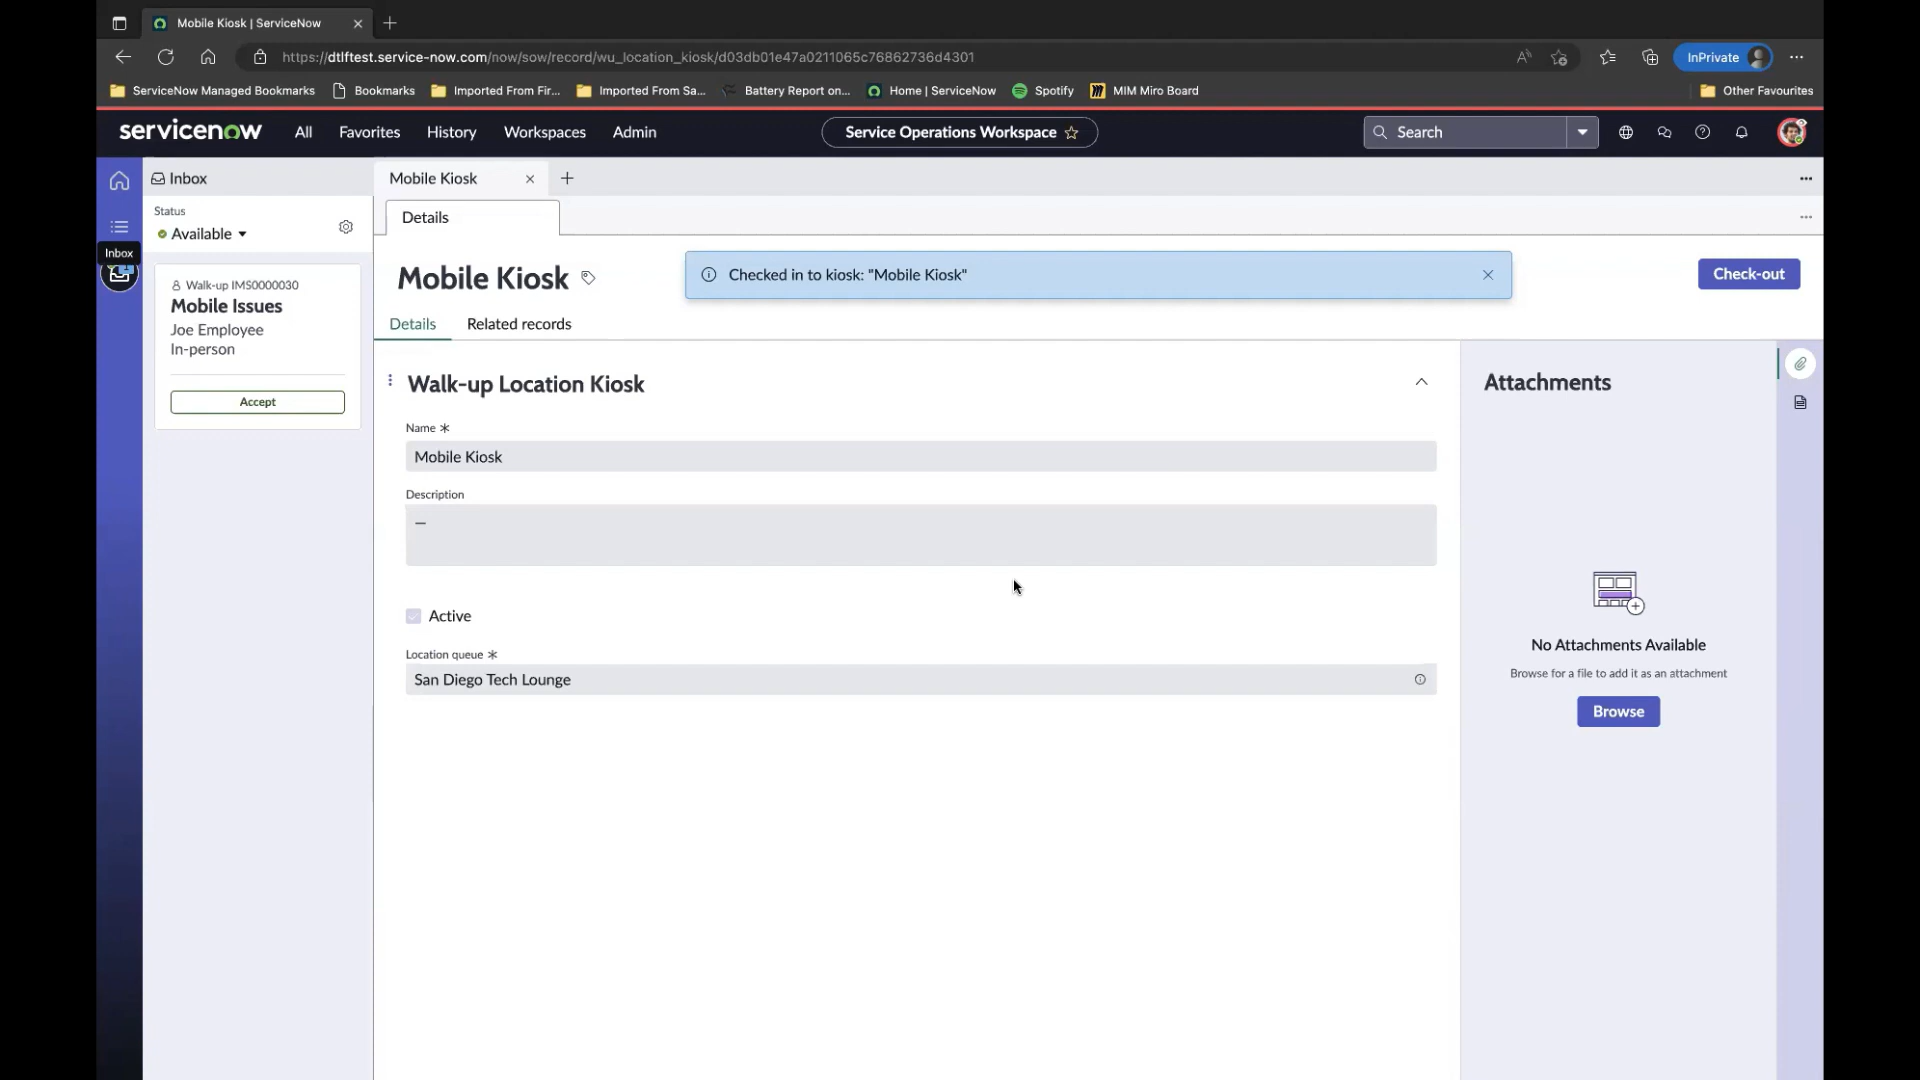 Mobile Kiosk | ServiceNow
https://dtlftest.service-now.com/now/sow/record/wu_location_kiosk/d03db01e47a0211065c76862736d4301
InPrivate
ServiceNow Managed Bookmarks
Bookmarks
Imported From Fir...
Imported From Sa...
Battery Report on...
Home | ServiceNow
Spotify
MIM Miro Board
Other Favourites
servicenow
All
Favorites
History
Workspaces
Admin
Service Operations Workspace
Search
Inbox
Mobile Kiosk
Status
Available
Inbox
Walk-up IMS0000030
Mobile Issues
Joe Employee
In-person
Accept
Details
Mobile Kiosk
Checked in to kiosk: "Mobile Kiosk"
Check-out
Details
Related records
Walk-up Location Kiosk
Name *
Mobile Kiosk
Description
—
Active
Location queue *
San Diego Tech Lounge
Attachments
No Attachments Available
Browse for a file to add it as an attachment
Browse